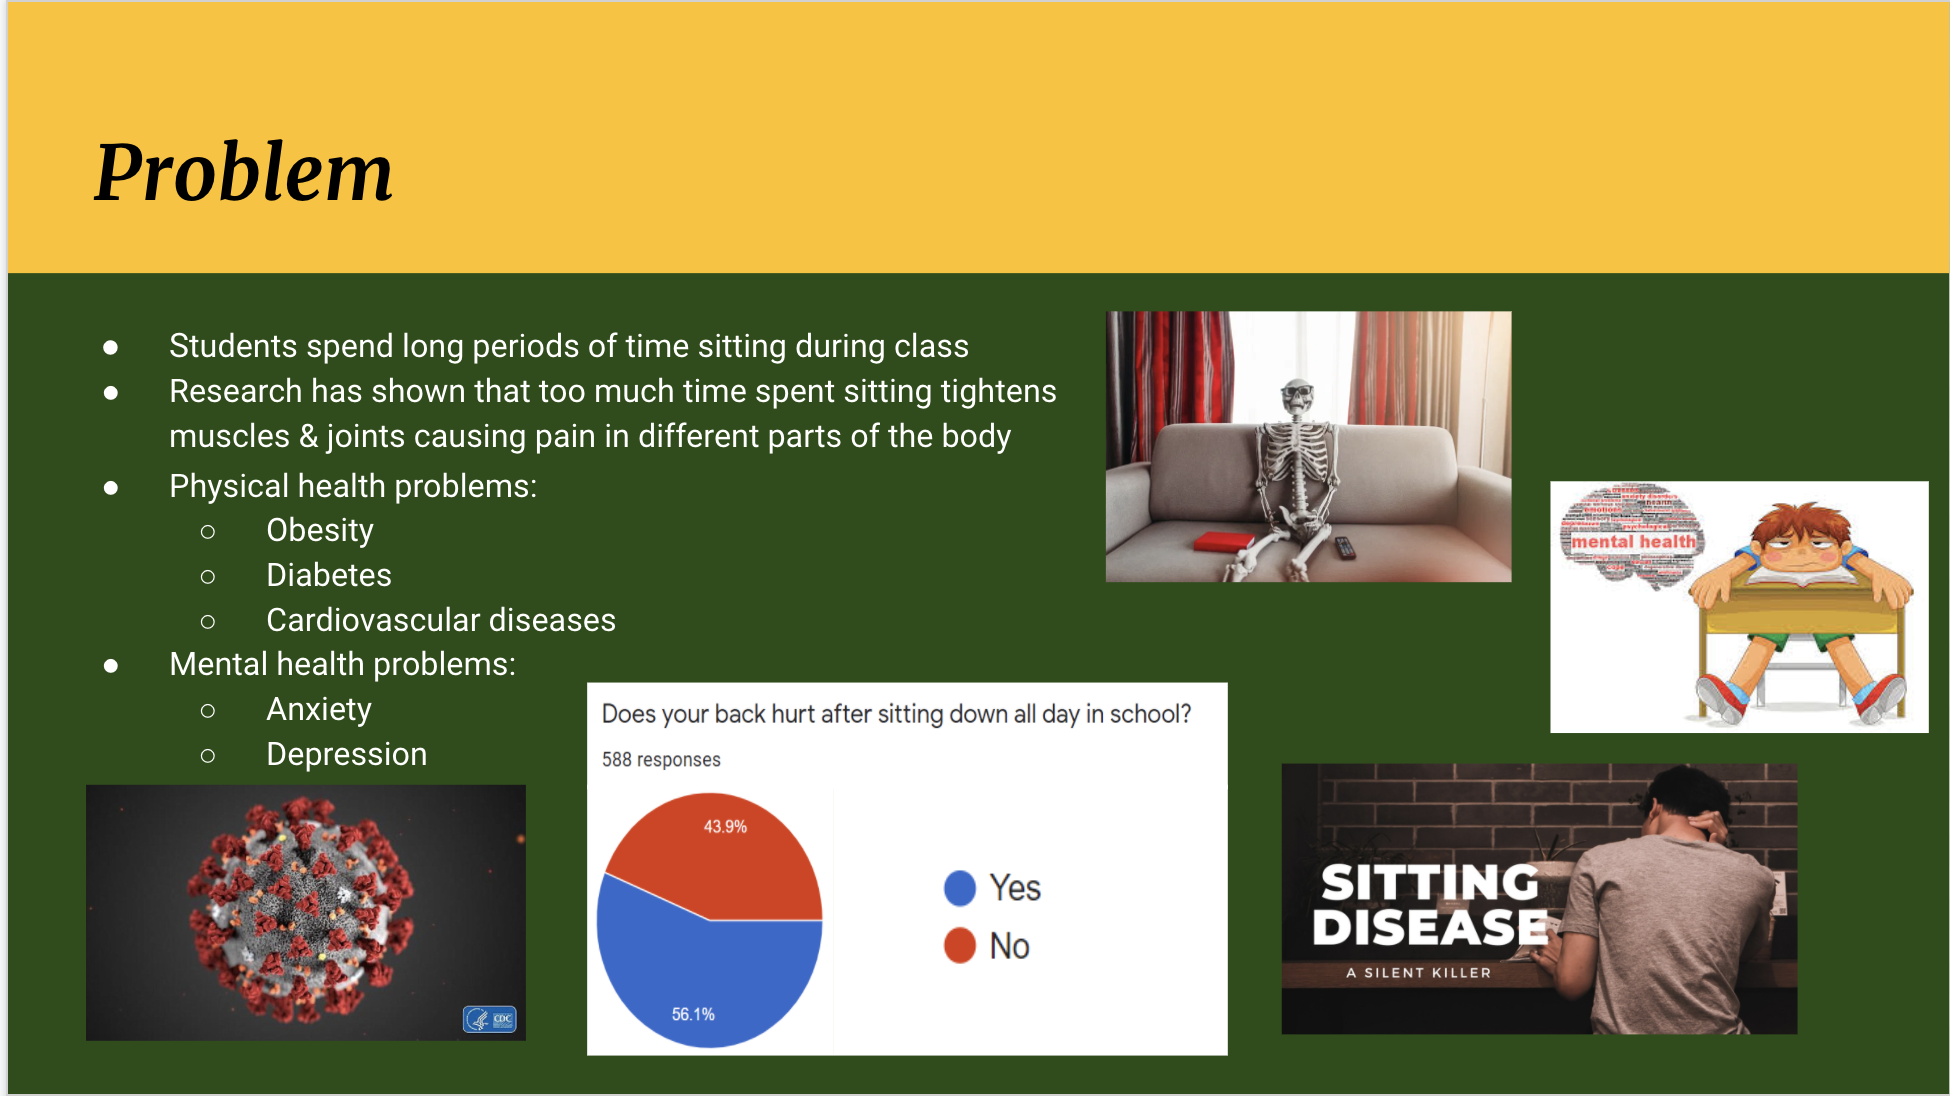 Problem
● Students spend long periods of time sitting during class
● Research has shown that too much time spent sitting tightens
muscles & joints causing pain in different parts of the body
● Physical health problems:
○ Obesity
○ Diabetes
○ Cardiovascular diseases
● Mental health problems:
○ Anxiety
○ Depression
mental health
emotions
Does your back hurt after sitting down all day in school?
588 responses
43.9%
56.1%
Yes
No
SITTING
DISEASE
A SILENT KILLER
CDC